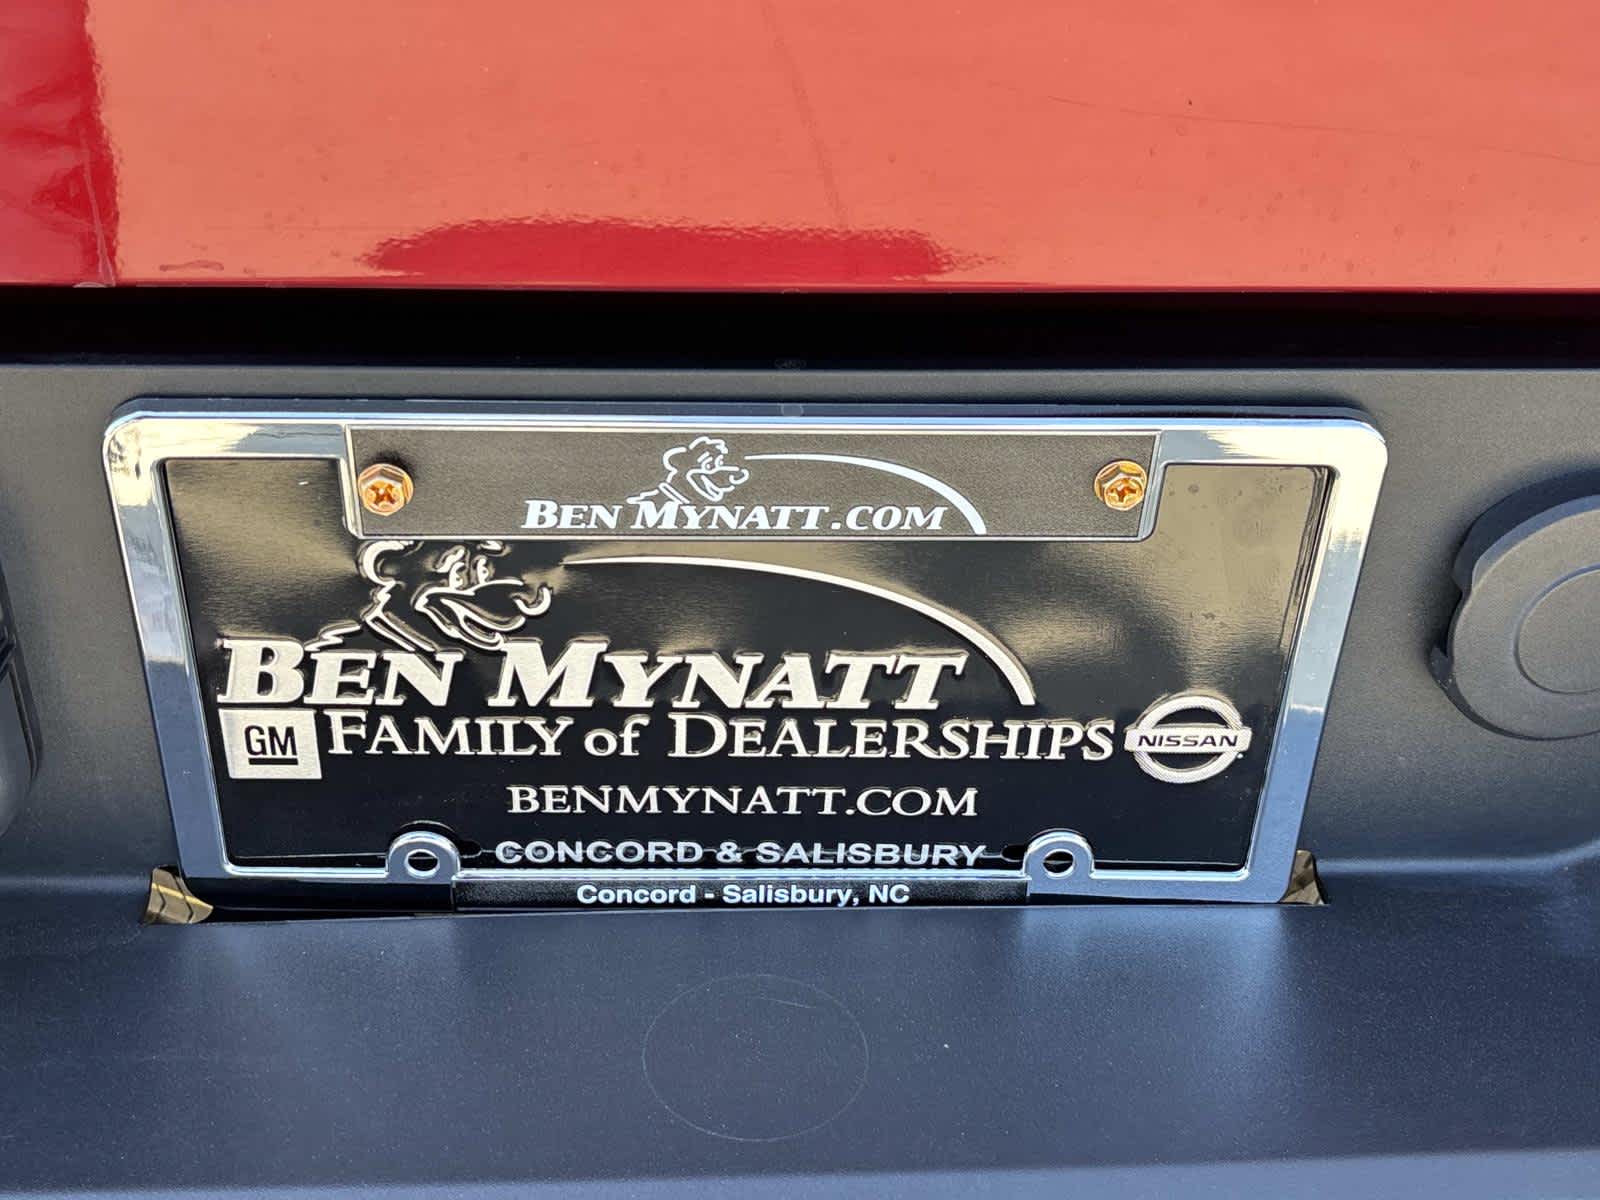 BEN MYNATT.COM
BEN MYNATT
GM FAMILY of DEALERSHIPS NISSAN
BENMYNATT.COM
CONCORD & SALISBURY
Concord - Salisbury, NC